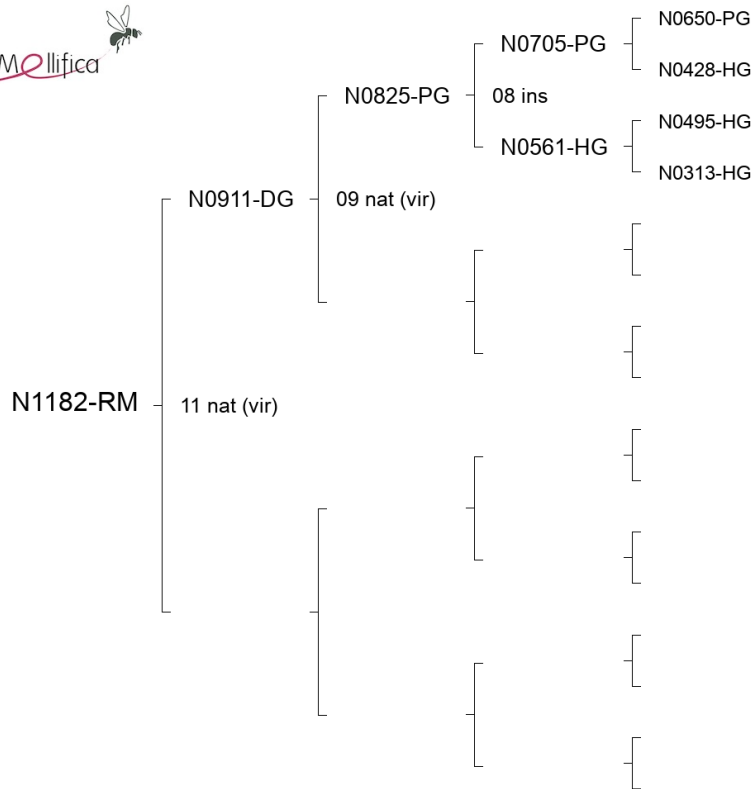 Mellifica
N0650-PG
N0705-PG
N0428-HG
N0825-PG
08 ins
N0495-HG
N0561-HG
N0313-HG
N0911-DG
09 nat (vir)
N1182-RM
11 nat (vir)